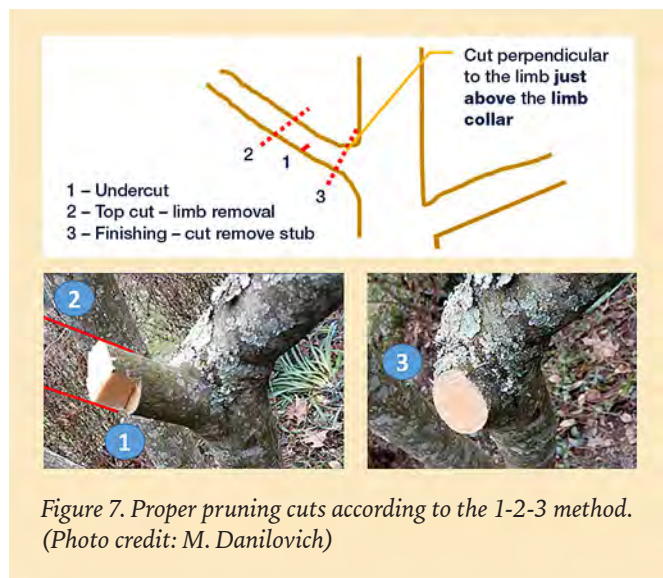 Cut perpendicular
to the limb just
above the limb
collar
2
1
3
1 – Undercut
2 – Top cut – limb removal
3 – Finishing – cut remove stub
2
1
3
Figure 7. Proper pruning cuts according to the 1-2-3 method.
(Photo credit: M. Danilovich)